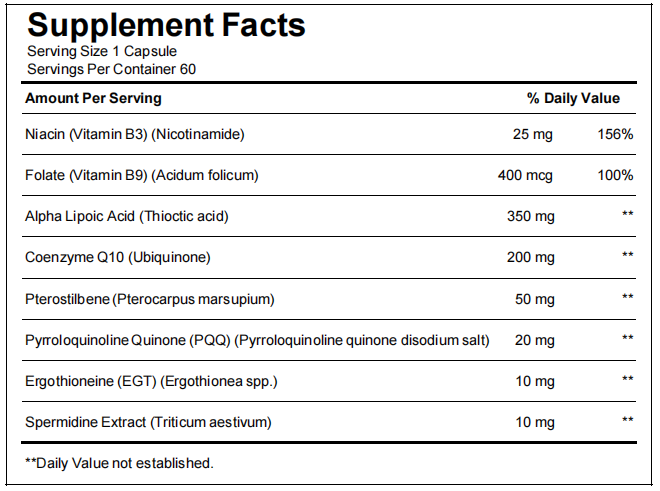 Supplement Facts
Serving Size 1 Capsule
Servings Per Container 60
Amount Per Serving % Daily Value
Niacin (Vitamin B3) (Nicotinamide) 25 mg 156%
Folate (Vitamin B9) (Acidum folicum) 400 mcg 100%
Alpha Lipoic Acid (Thioctic acid) 350 mg **
Coenzyme Q10 (Ubiquinone) 200 mg **
Pterostilbene (Pterocarpus marsupium) 50 mg **
Pyrroloquinoline Quinone (PQQ) (Pyrroloquinoline quinone disodium salt) 20 mg **
Ergothioneine (EGT) (Ergothionea spp.) 10 mg **
Spermidine Extract (Triticum aestivum) 10 mg **
**Daily Value not established.